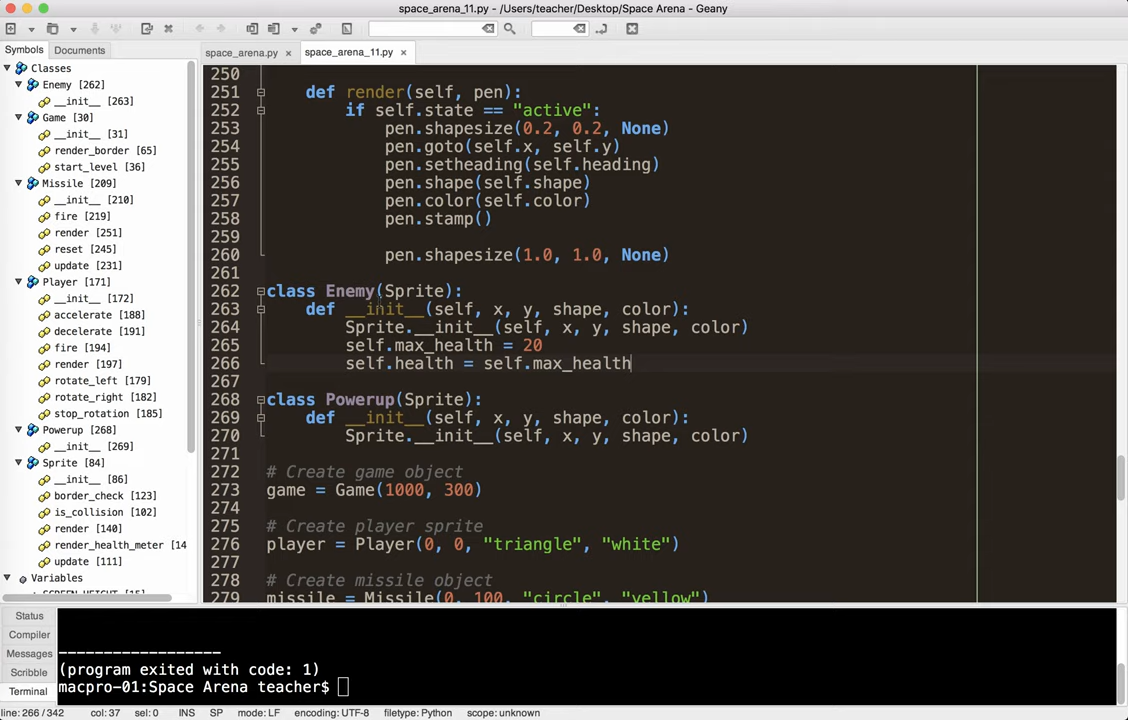 space_arena_11.py - /Users/teacher/Desktop/Space Arena - Geany
Symbols Documents
space_arena.py space_arena_11.py
Classes
Enemy [262]
__init__ [263]
Game [30]
__init__ [31]
render_border [65]
start_level [36]
Missile [209]
__init__ [210]
fire [219]
render [251]
reset [245]
update [231]
Player [171]
__init__ [172]
accelerate [188]
decelerate [191]
fire [194]
render [197]
rotate_left [179]
rotate_right [182]
stop_rotation [185]
Powerup [268]
__init__ [269]
Sprite [84]
__init__ [86]
border_check [123]
is_collision [102]
render [140]
render_health_meter [14
update [111]
Variables
SCREEN_HEIGHT [15]
250
251 def render(self, pen):
252 if self.state == "active":
253 pen.shapesize(0.2, 0.2, None)
254 pen.goto(self.x, self.y)
255 pen.setheading(self.heading)
256 pen.shape(self.shape)
257 pen.color(self.color)
258 pen.stamp()
259
260 pen.shapesize(1.0, 1.0, None)
261
262 class Enemy(Sprite):
263 def __init__(self, x, y, shape, color):
264 Sprite.__init__(self, x, y, shape, color)
265 self.max_health = 20
266 self.health = self.max_health
267
268 class Powerup(Sprite):
269 def __init__(self, x, y, shape, color):
270 Sprite.__init__(self, x, y, shape, color)
271
272 # Create game object
273 game = Game(1000, 300)
274
275 # Create player sprite
276 player = Player(0, 0, "triangle", "white")
277
278 # Create missile object
279 missile = Missile(0, 100, "circle", "yellow")
Status
Compiler
Messages
Scribble
Terminal
------------------
(program exited with code: 1)
macpro-01:Space Arena teacher$
line: 266 / 342 col: 37 sel: 0 INS SP mode: LF encoding: UTF-8 filetype: Python scope: unknown